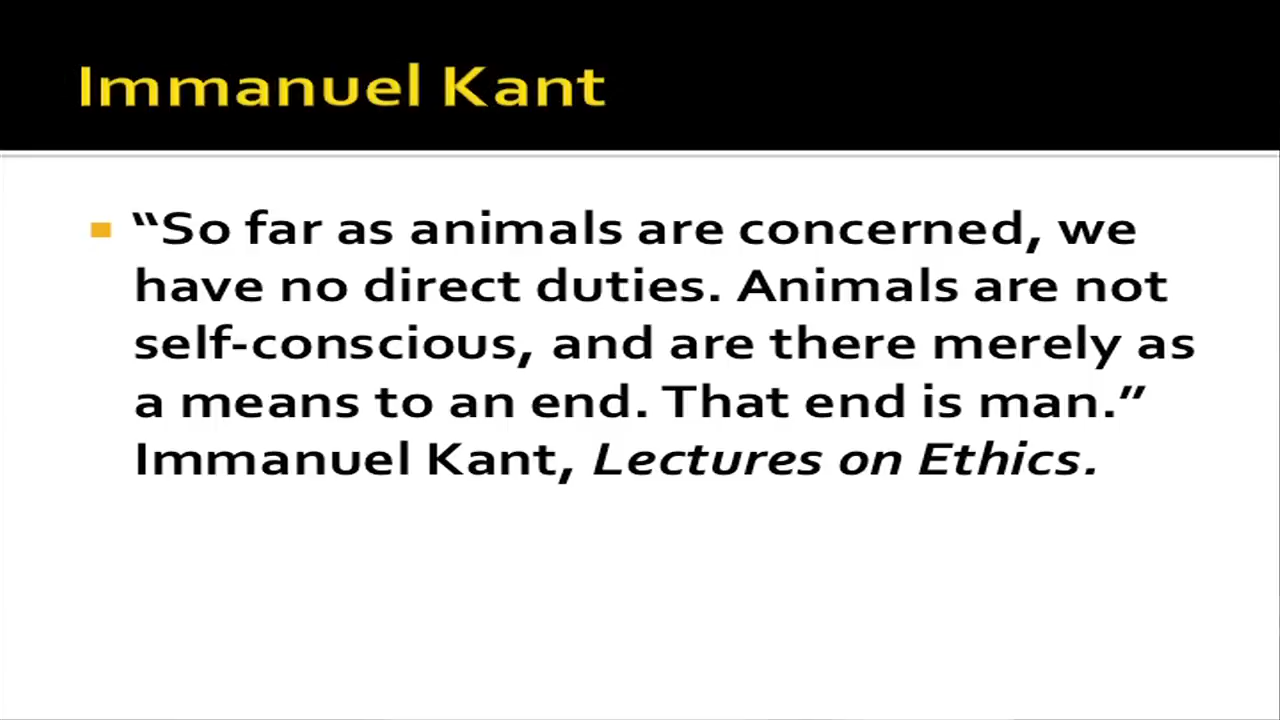 Immanuel Kant
“So far as animals are concerned, we
have no direct duties. Animals are not
self-conscious, and are there merely as
a means to an end. That end is man.”
Immanuel Kant, Lectures on Ethics.